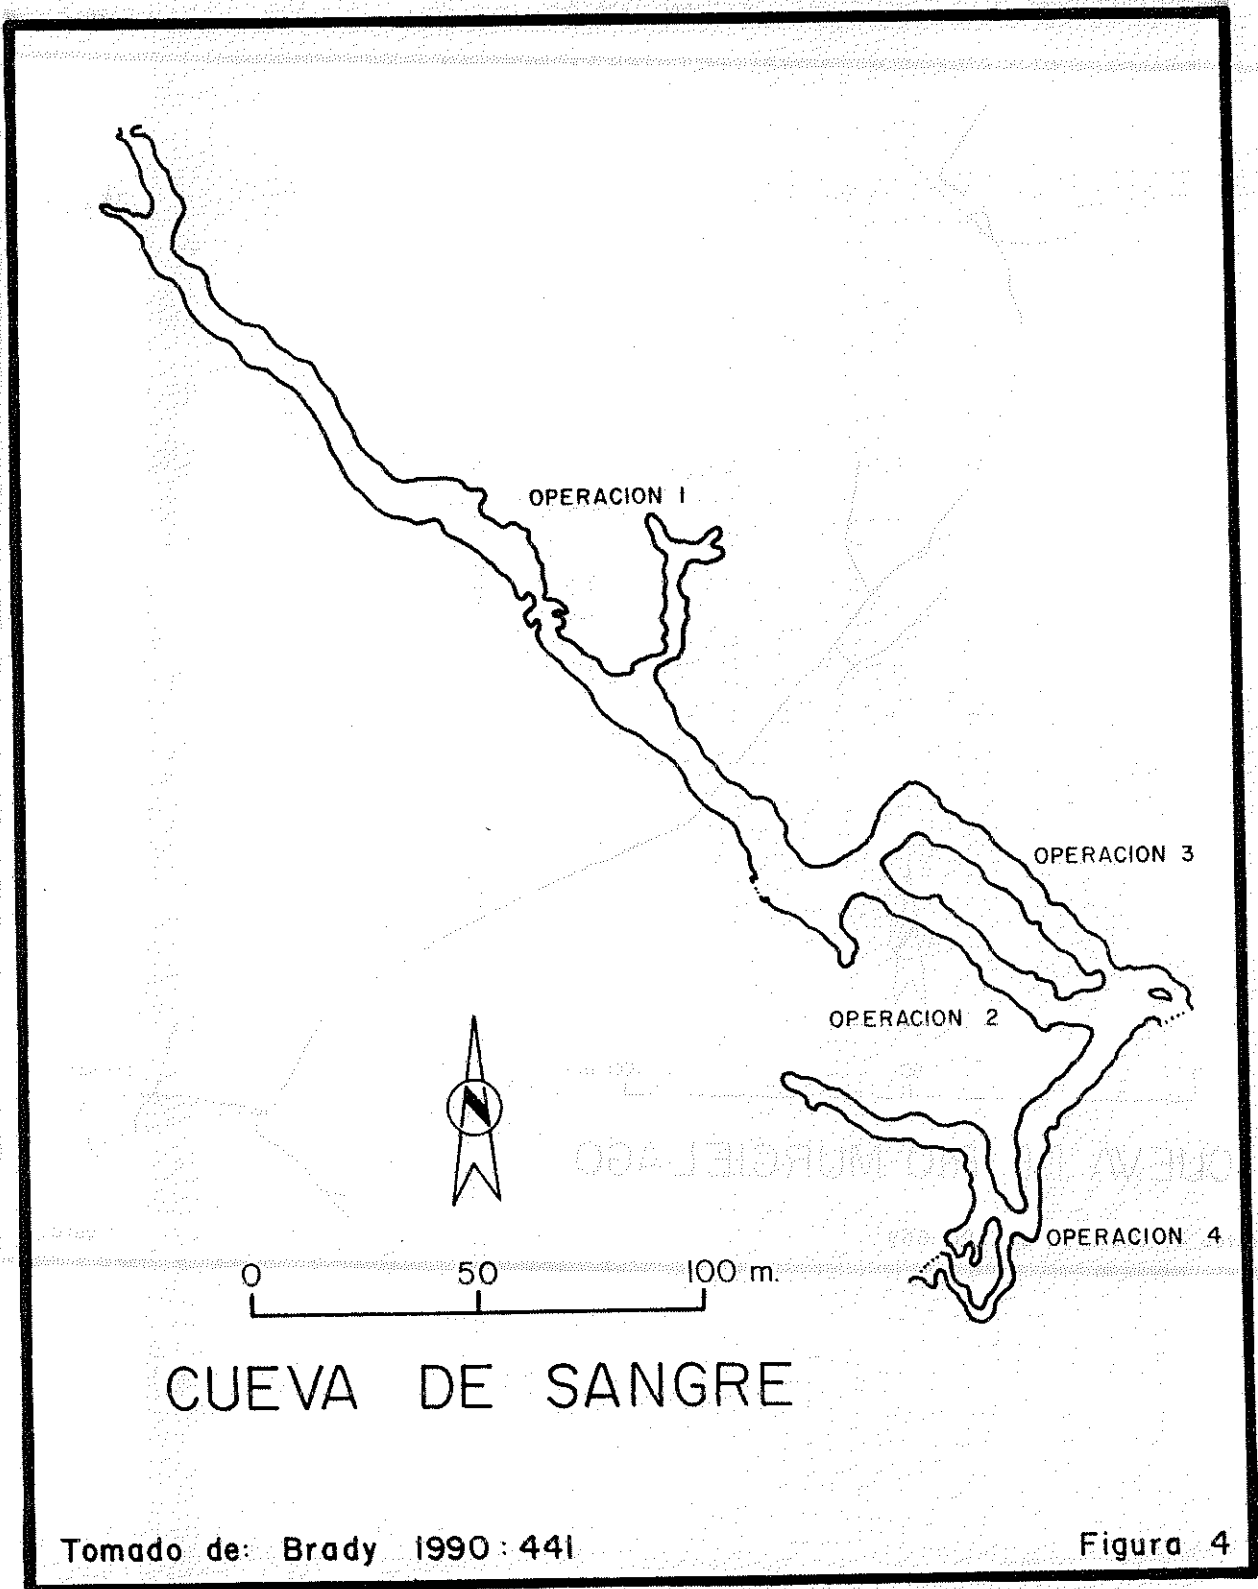 OPERACION 1
OPERACION 3
OPERACION 2
N
OPERACION 4
0 50 100 m.
CUEVA DE SANGRE
Tomado de: Brady 1990:441
Figura 4